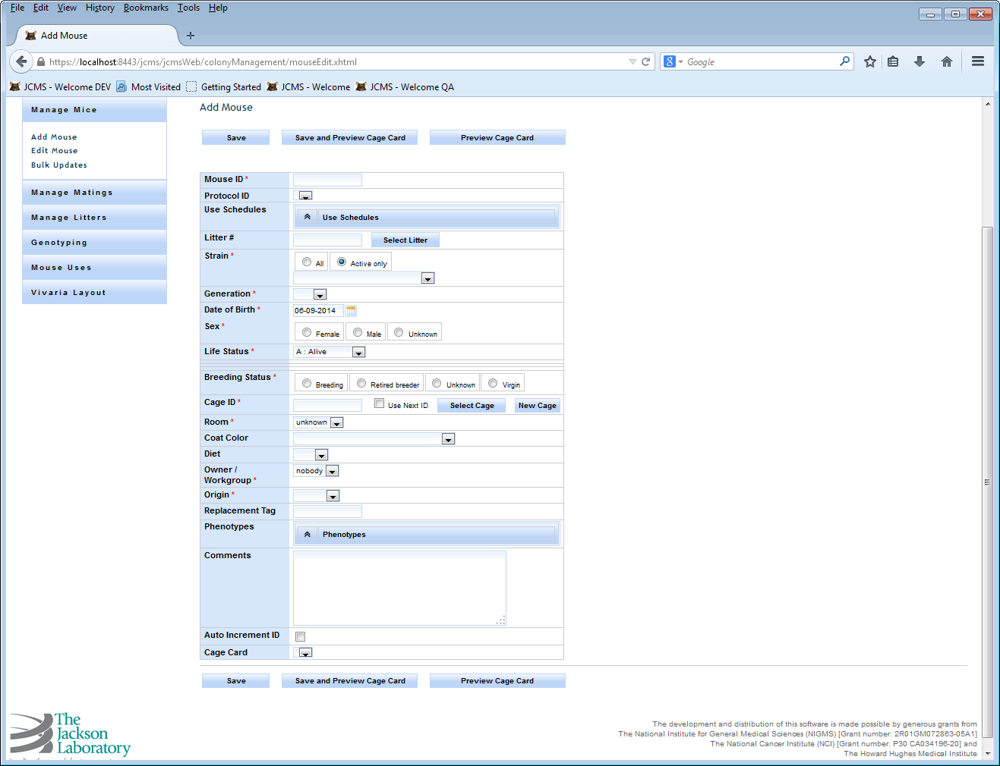 File Edit View History Bookmarks Tools Help
Add Mouse
https://localhost:8443/jcms/jcmsWeb/colonyManagement/mouseEdit.xhtml
Google
JCMS - Welcome DEV Most Visited Getting Started JCMS - Welcome JCMS - Welcome QA
Manage Mice
Add Mouse
Edit Mouse
Bulk Updates
Manage Matings
Manage Litters
Genotyping
Mouse Uses
Vivaria Layout
Add Mouse
Save Save and Preview Cage Card Preview Cage Card
Mouse ID *
Protocol ID
Use Schedules Use Schedules
Litter # Select Litter
Strain * All Active only
Generation *
Date of Birth * 06-09-2014
Sex * Female Male Unknown
Life Status * A : Alive
Breeding Status * Breeding Retired breeder Unknown Virgin
Cage ID * Use Next ID Select Cage New Cage
Room * unknown
Coat Color
Diet
Owner / 
Workgroup * nobody
Origin *
Replacement Tag
Phenotypes Phenotypes
Comments
Auto Increment ID
Cage Card
Save Save and Preview Cage Card Preview Cage Card
The
Jackson
Laboratory
The development and distribution of this software is made possible by generous grants from
The National Institute for General Medical Sciences (NIGMS) [Grant number: 2R01GM072863-05A1]
The National Cancer Institute (NCI) [Grant number: P30 CA034196-20] and
The Howard Hughes Medical Institute